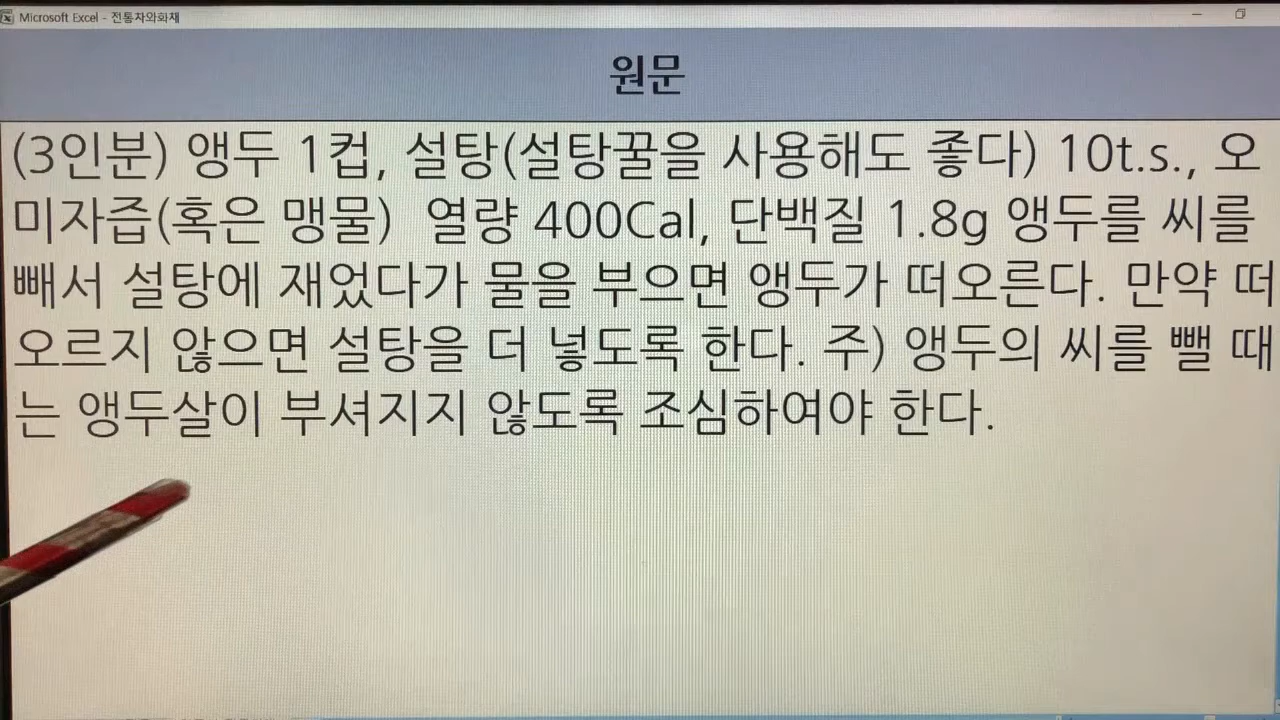 Microsoft Excel - 전통자와화채
원문
(3인분) 앵두 1컵, 설탕(설탕꿀을 사용해도 좋다) 10t.s., 오
미자즙(혹은 맹물) 열량 400Cal, 단백질 1.8g 앵두를 씨를
빼서 설탕에 재었다가 물을 부으면 앵두가 떠오른다. 만약 떠
오르지 않으면 설탕을 더 넣도록 한다. 주) 앵두의 씨를 뺄 때
는 앵두살이 부셔지지 않도록 조심하여야 한다.